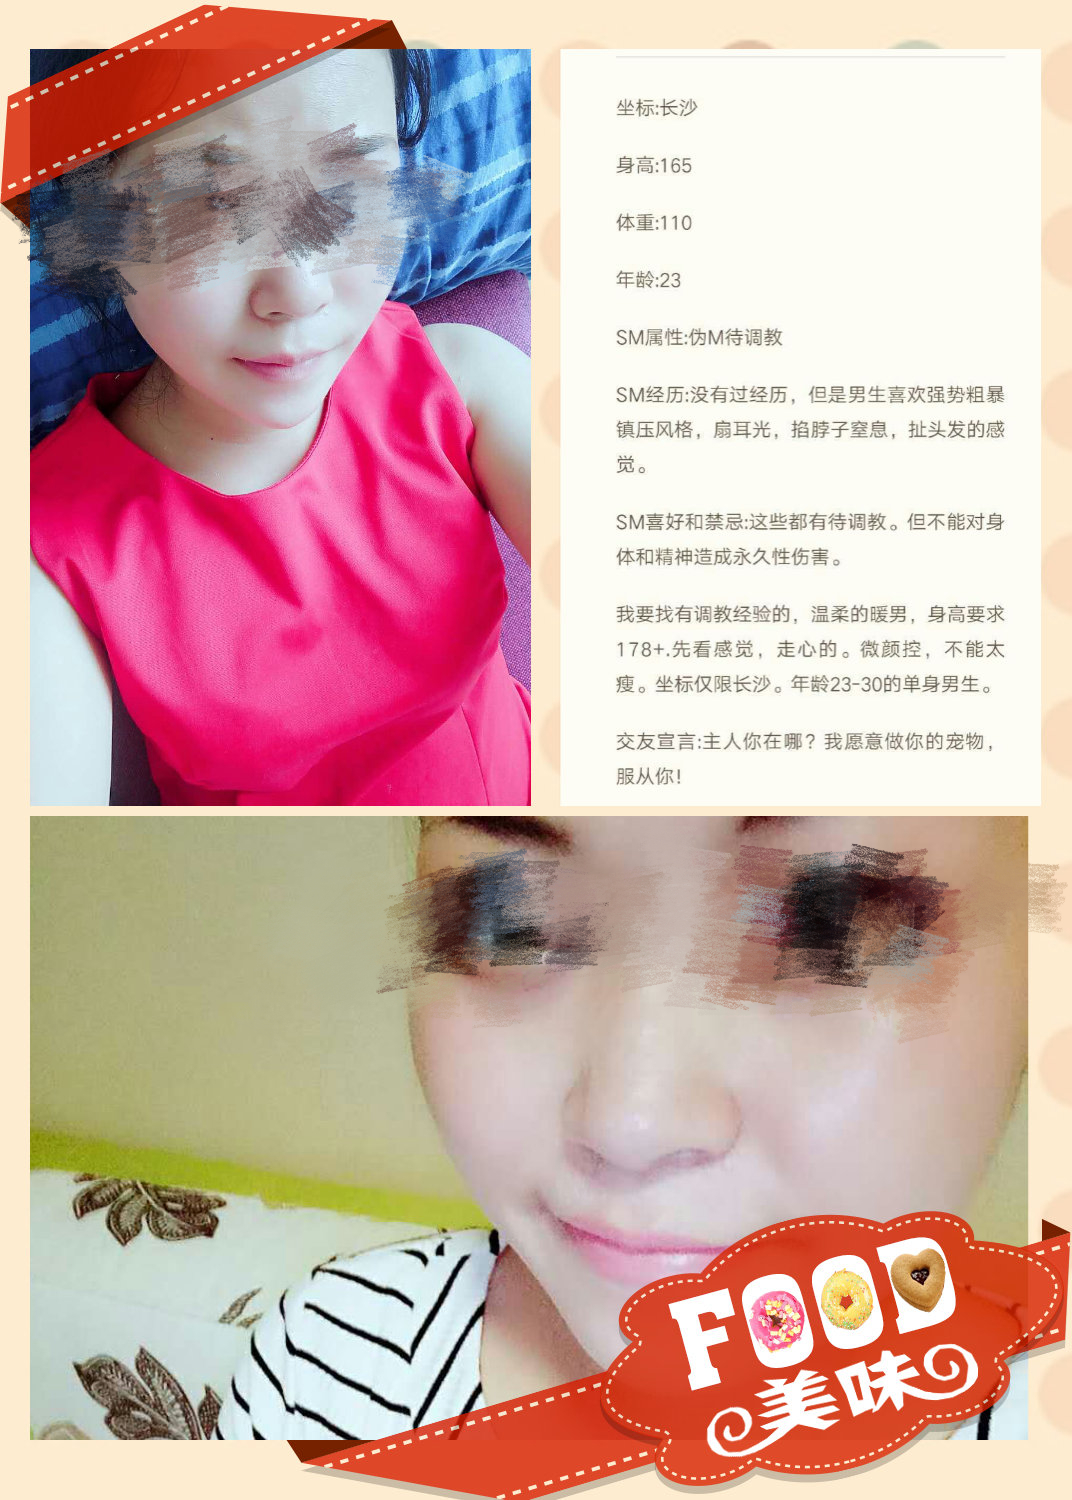 坐标:长沙
身高:165
体重:110
年龄:23
SM属性:伪M待调教
SM经历:没有过经历，但是男生喜欢强势粗暴
镇压风格，扇耳光，掐脖子窒息，扯头发的感
觉。
SM喜好和禁忌:这些都有待调教。但不能对身
体和精神造成永久性伤害。
我要找有调教经验的，温柔的暖男，身高要求
178+.先看感觉，走心的。微颜控，不能太
瘦。坐标仅限长沙。年龄23-30的单身男生。
交友宣言:主人你在哪？我愿意做你的宠物，
服从你!
FOOD
美味